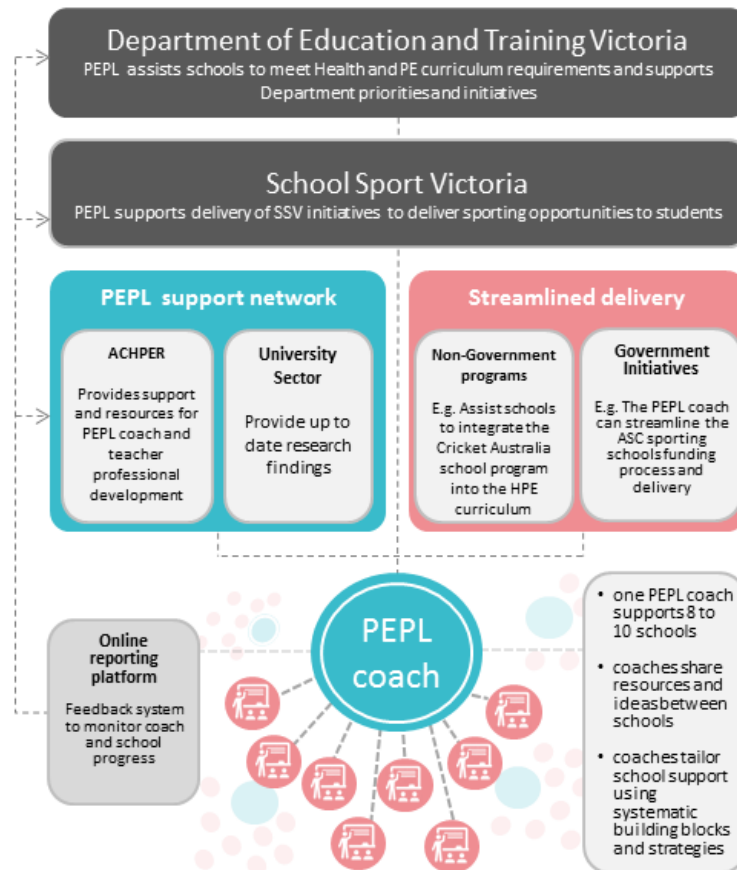 Department of Education and Training Victoria
PEPL assists schools to meet Health and PE curriculum requirements and supports
Department priorities and initiatives
School Sport Victoria
PEPL supports delivery of SSV initiatives to deliver sporting opportunities to students
PEPL support network
ACHPER
Provides support
and resources for
PEPL coach and
teacher
professional
development
University
Sector
Provide up to
date research
findings
Streamlined delivery
Non-Government
programs
E.g. Assist schools
to integrate the
Cricket Australia
school program
into the HPE
curriculum
Government
Initiatives
E.g. The PEPL coach
can streamline the
ASC sporting
schools funding
process and
delivery
Online
reporting
platform
Feedback system
to monitor coach
and school
progress
PEPL
coach
• one PEPL coach
supports 8 to
10 schools
• coaches share
resources and
ideas between
schools
• coaches tailor
school support
using
systematic
building blocks
and strategies